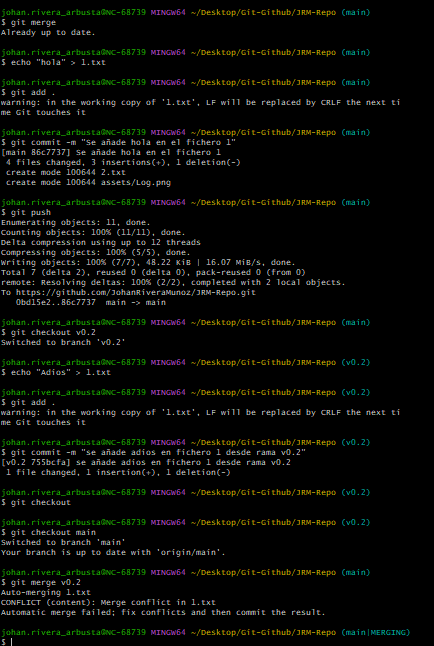 johan.rivera_arbusta@NC-68739 MINGW64 ~/Desktop/Git-Github/JRM-Repo (main)
$ git merge
Already up to date.
johan.rivera_arbusta@NC-68739 MINGW64 ~/Desktop/Git-Github/JRM-Repo (main)
$ echo "hola" > 1.txt
johan.rivera_arbusta@NC-68739 MINGW64 ~/Desktop/Git-Github/JRM-Repo (main)
$ git add .
warning: in the working copy of '1.txt', LF will be replaced by CRLF the next ti
me Git touches it
johan.rivera_arbusta@NC-68739 MINGW64 ~/Desktop/Git-Github/JRM-Repo (main)
$ git commit -m "Se añade hola en el fichero 1"
[main 86c7737] Se añade hola en el fichero 1
 4 files changed, 3 insertions(+), 1 deletion(-)
 create mode 100644 2.txt
 create mode 100644 assets/Log.png
johan.rivera_arbusta@NC-68739 MINGW64 ~/Desktop/Git-Github/JRM-Repo (main)
$ git push
Enumerating objects: 11, done.
Counting objects: 100% (11/11), done.
Delta compression using up to 12 threads
Compressing objects: 100% (5/5), done.
Writing objects: 100% (7/7), 48.22 KiB | 16.07 MiB/s, done.
Total 7 (delta 2), reused 0 (delta 0), pack-reused 0 (from 0)
remote: Resolving deltas: 100% (2/2), completed with 2 local objects.
To https://github.com/JohanRiveraMunoz/JRM-Repo.git
   0bd15e2..86c7737  main -> main
johan.rivera_arbusta@NC-68739 MINGW64 ~/Desktop/Git-Github/JRM-Repo (main)
$ git checkout v0.2
Switched to branch 'v0.2'
johan.rivera_arbusta@NC-68739 MINGW64 ~/Desktop/Git-Github/JRM-Repo (v0.2)
$ echo "Adios" > 1.txt
johan.rivera_arbusta@NC-68739 MINGW64 ~/Desktop/Git-Github/JRM-Repo (v0.2)
$ git add .
warning: in the working copy of '1.txt', LF will be replaced by CRLF the next ti
me Git touches it
johan.rivera_arbusta@NC-68739 MINGW64 ~/Desktop/Git-Github/JRM-Repo (v0.2)
$ git commit -m "se añade adios en fichero 1 desde rama v0.2"
[v0.2 755bcfa] se añade adios en fichero 1 desde rama v0.2
 1 file changed, 1 insertion(+), 1 deletion(-)
johan.rivera_arbusta@NC-68739 MINGW64 ~/Desktop/Git-Github/JRM-Repo (v0.2)
$ git checkout
johan.rivera_arbusta@NC-68739 MINGW64 ~/Desktop/Git-Github/JRM-Repo (v0.2)
$ git checkout main
Switched to branch 'main'
Your branch is up to date with 'origin/main'.
johan.rivera_arbusta@NC-68739 MINGW64 ~/Desktop/Git-Github/JRM-Repo (main)
$ git merge v0.2
Auto-merging 1.txt
CONFLICT (content): Merge conflict in 1.txt
Automatic merge failed; fix conflicts and then commit the result.
johan.rivera_arbusta@NC-68739 MINGW64 ~/Desktop/Git-Github/JRM-Repo (main|MERGING)
$